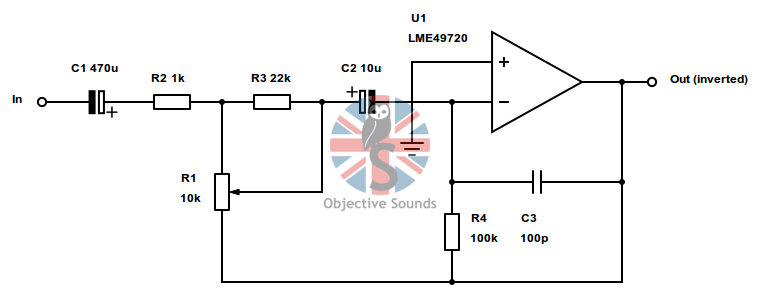 U1
LME49720
C1 470u
R2 1k
R3 22k
C2 10u
+
+
+
−
In
Out (inverted)
R1
10k
S
Objective Sounds
R4
100k
C3
100p